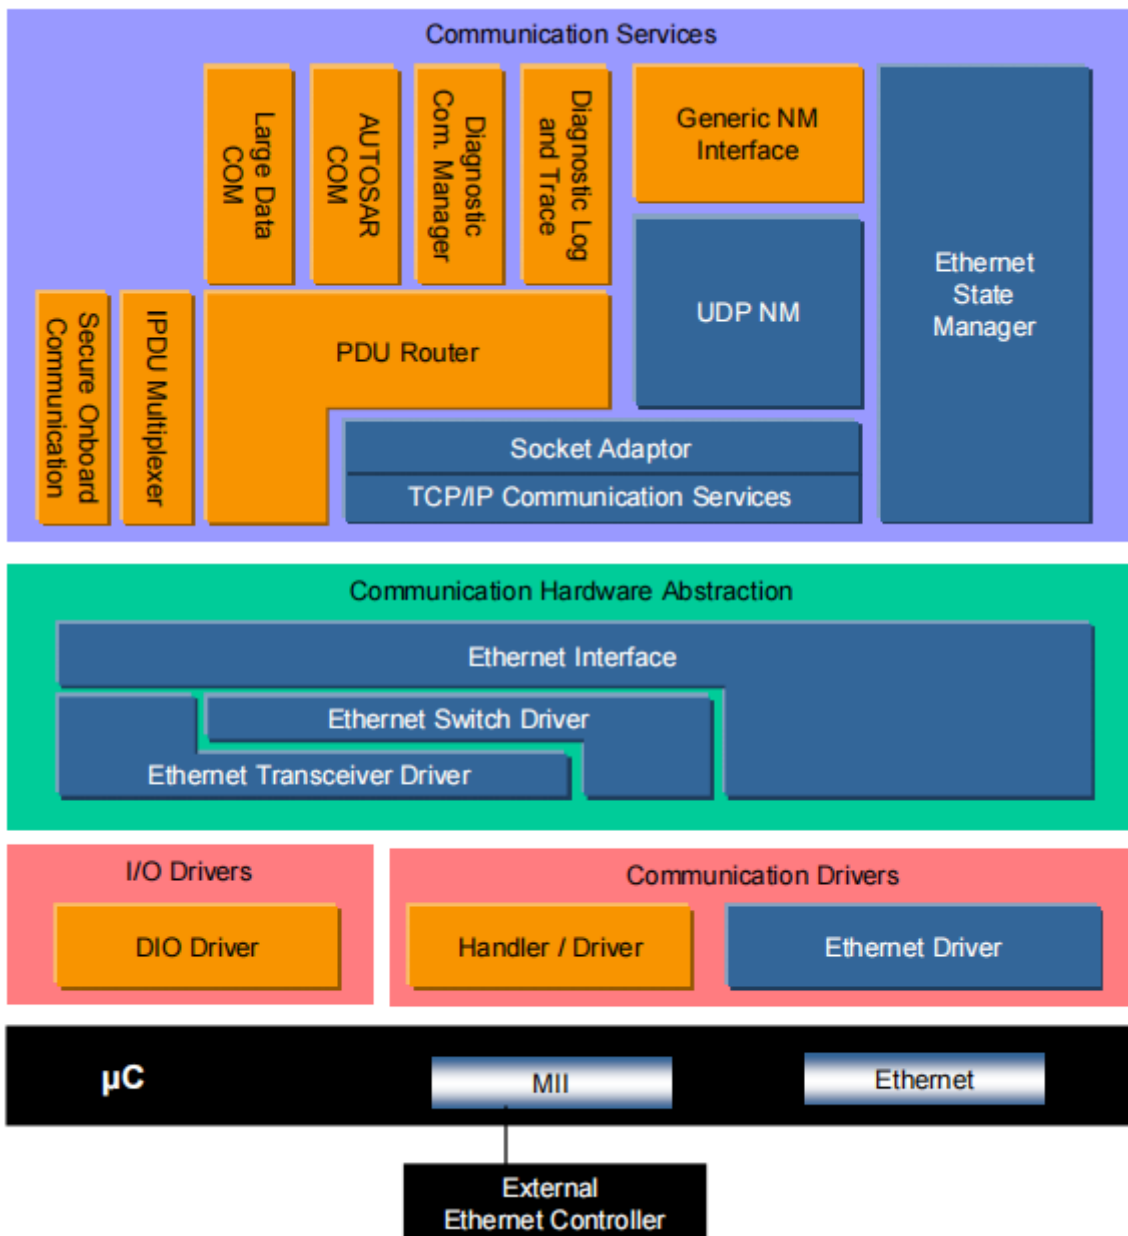 Communication Services
Large Data
COM
AUTOSAR
COM
Diagnostic
Com. Manager
Diagnostic Log
and Trace
Generic NM
Interface
Ethernet
State
Manager
UDP NM
Secure Onboard
Communication
IPDU Multiplexer
PDU Router
Socket Adaptor
TCP/IP Communication Services
Communication Hardware Abstraction
Ethernet Interface
Ethernet Switch Driver
Ethernet Transceiver Driver
I/O Drivers
DIO Driver
Communication Drivers
Handler / Driver
Ethernet Driver
µC
MII
Ethernet
External
Ethernet Controller